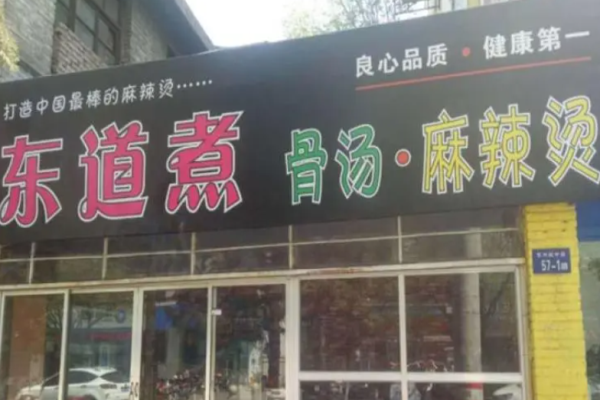 打造中国最棒的麻辣烫……
良心品质·健康第一
东道煮 骨汤·麻辣烫
57-1